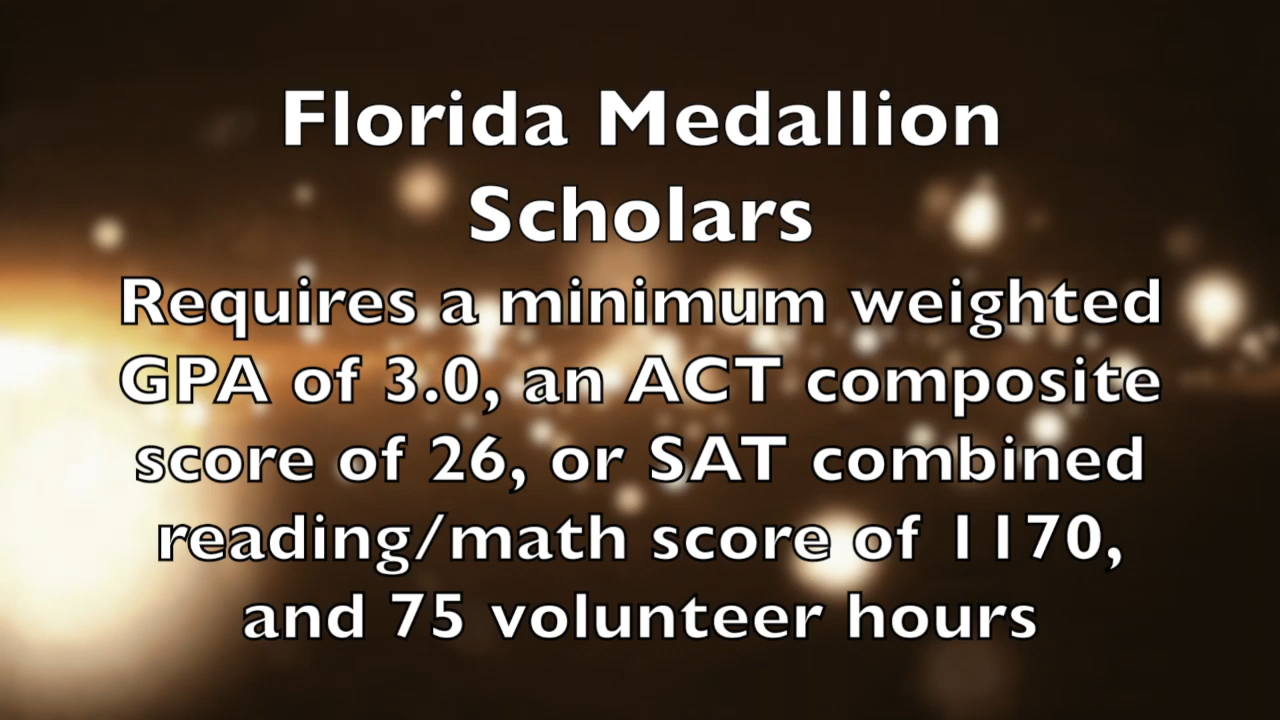 Florida Medallion
Scholars
Requires a minimum weighted
GPA of 3.0, an ACT composite
score of 26, or SAT combined
reading/math score of 1170,
and 75 volunteer hours